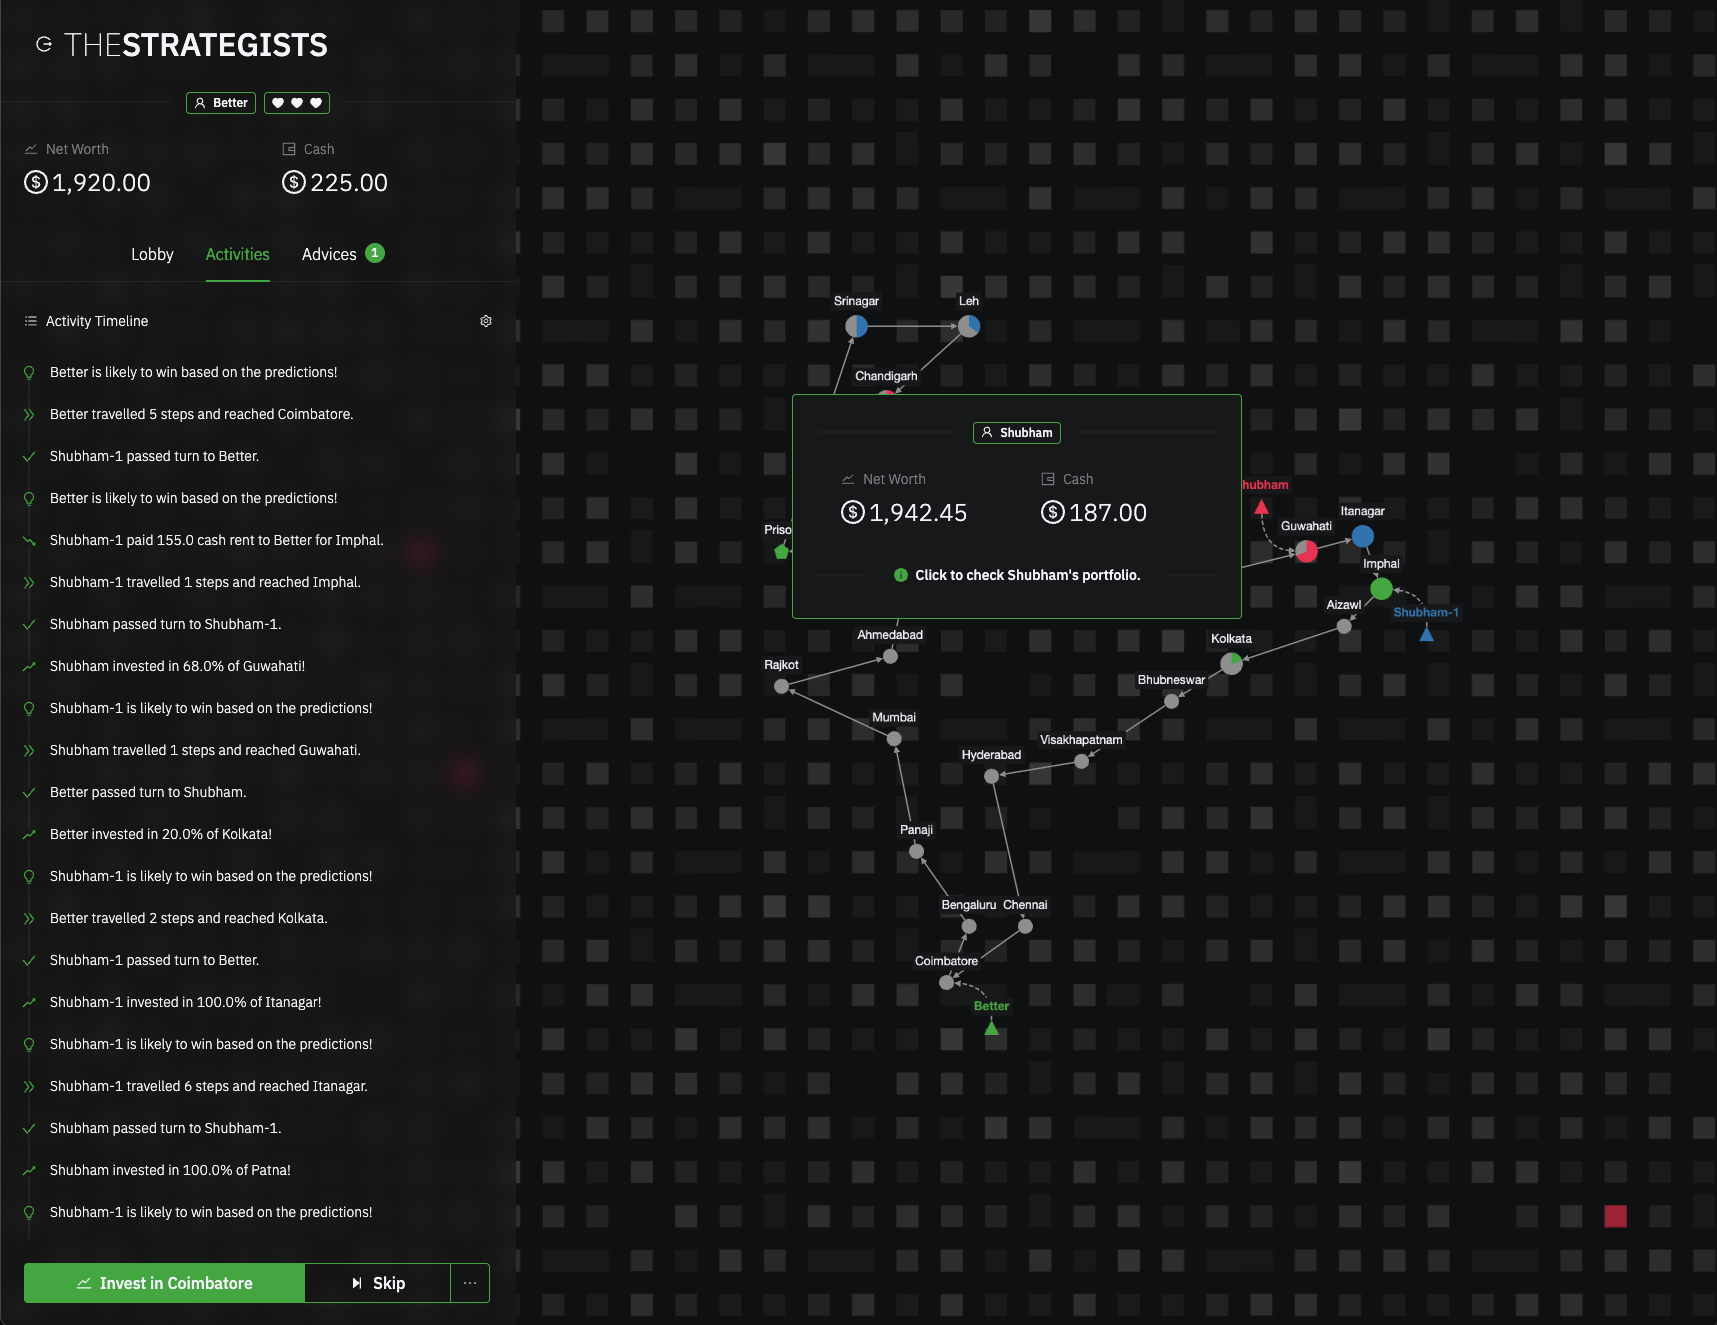 THESTRATEGISTS
Better
Net Worth
Cash
$ 1,920.00
$ 225.00
Lobby
Activities
Advices 1
Activity Timeline
Better is likely to win based on the predictions!
Better travelled 5 steps and reached Coimbatore.
Shubham-1 passed turn to Better.
Better is likely to win based on the predictions!
Shubham-1 paid 155.0 cash rent to Better for Imphal.
Shubham-1 travelled 1 steps and reached Imphal.
Shubham passed turn to Shubham-1.
Shubham invested in 68.0% of Guwahati!
Shubham-1 is likely to win based on the predictions!
Shubham travelled 1 steps and reached Guwahati.
Better passed turn to Shubham.
Better invested in 20.0% of Kolkata!
Shubham-1 is likely to win based on the predictions!
Better travelled 2 steps and reached Kolkata.
Shubham-1 passed turn to Better.
Shubham-1 invested in 100.0% of Itanagar!
Shubham-1 is likely to win based on the predictions!
Shubham-1 travelled 6 steps and reached Itanagar.
Shubham passed turn to Shubham-1.
Shubham invested in 100.0% of Patna!
Shubham-1 is likely to win based on the predictions!
Invest in Coimbatore
Skip
...
Srinagar
Leh
Chandigarh
Shubham
Net Worth
Cash
$ 1,942.45
$ 187.00
Click to check Shubham's portfolio.
hubham
Itanagar
Guwahati
Priso
Imphal
Aizawl
Shubham-1
Ahmedabad
Kolkata
Rajkot
Bhubneswar
Mumbai
Visakhapatnam
Hyderabad
Panaji
Bengaluru
Chennai
Coimbatore
Better